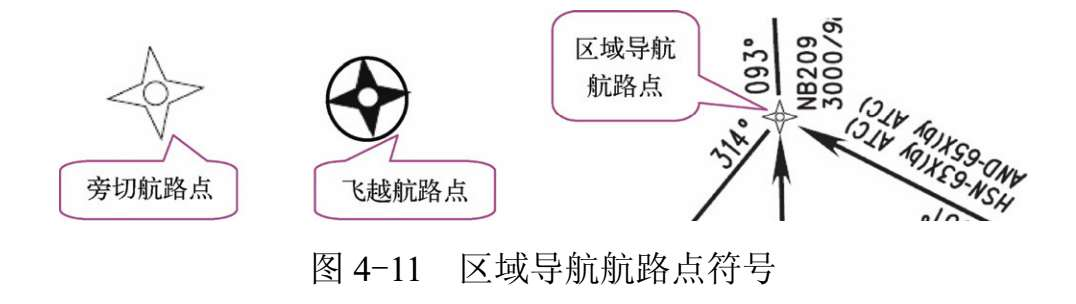 旁切航路点
飞越航路点
区域导航
航路点
093°
NB209
3000/9
314°
HSN-63X(by ATC)
AND-65X(by ATC)
图 4-11 区域导航航路点符号